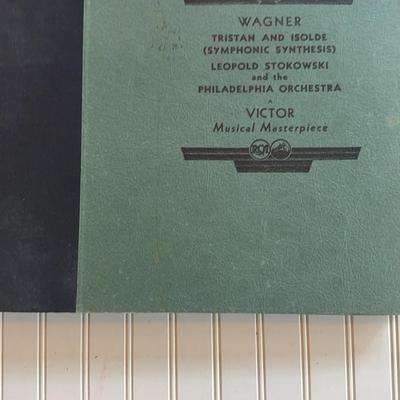 WAGNER
TRISTAN AND ISOLDE
(SYMPHONIC SYNTHESIS)
LEOPOLD STOKOWSKI
and the
PHILADELPHIA ORCHESTRA
A
VICTOR
Musical Masterpiece
RCA